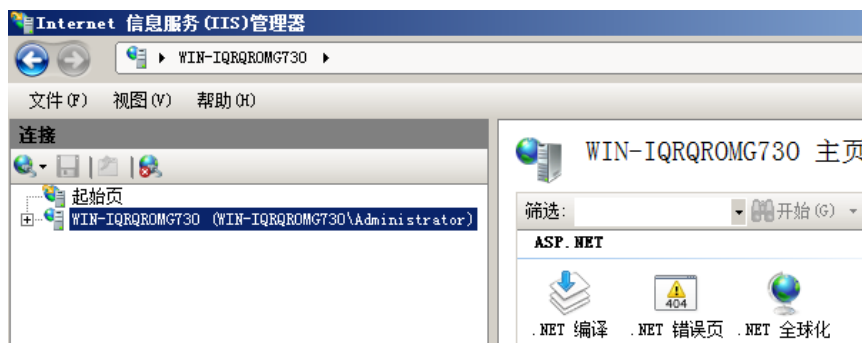 Internet 信息服务(IIS)管理器
WIN-IQRQROMG730
文件(F) 视图(V) 帮助(H)
连接
起始页
WIN-IQRQROMG730 (WIN-IQRQROMG730\Administrator)
WIN-IQRQROMG730 主页
筛选: 开始(G)
ASP.NET
404
.NET 编译 .NET 错误页 .NET 全球化